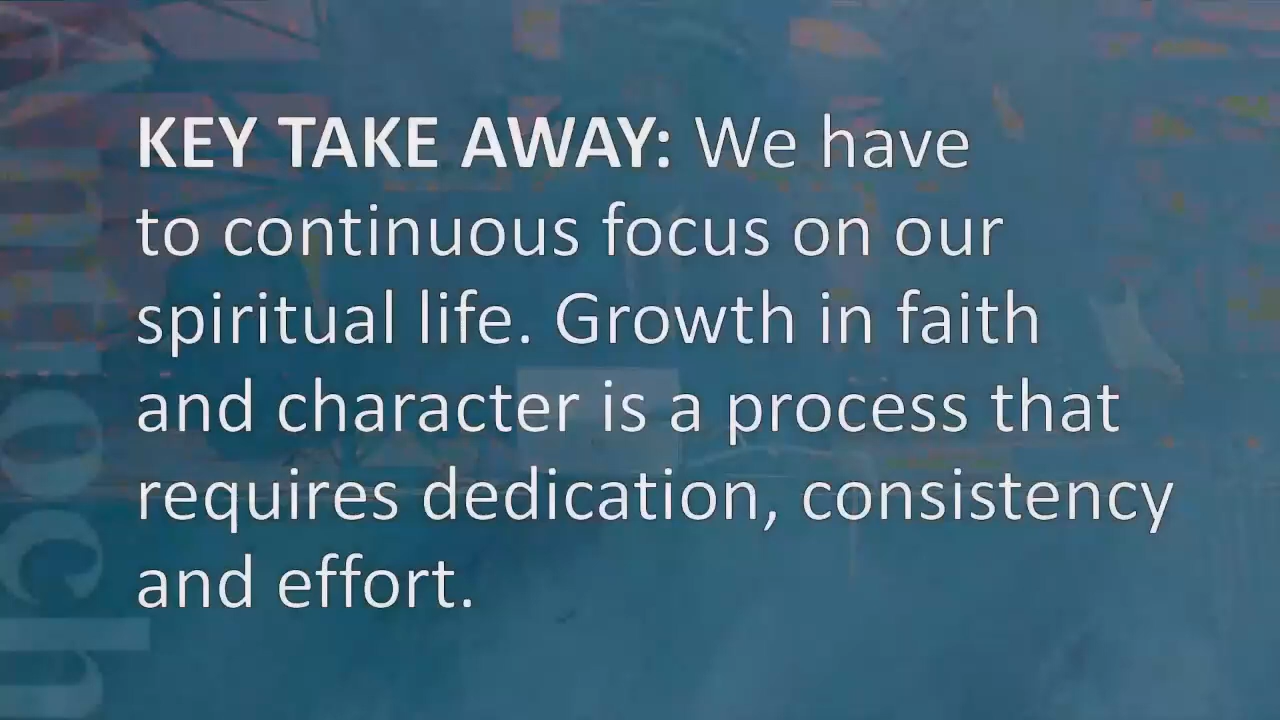 KEY TAKE AWAY: We have
to continuous focus on our
spiritual life. Growth in faith
and character is a process that
requires dedication, consistency
and effort.